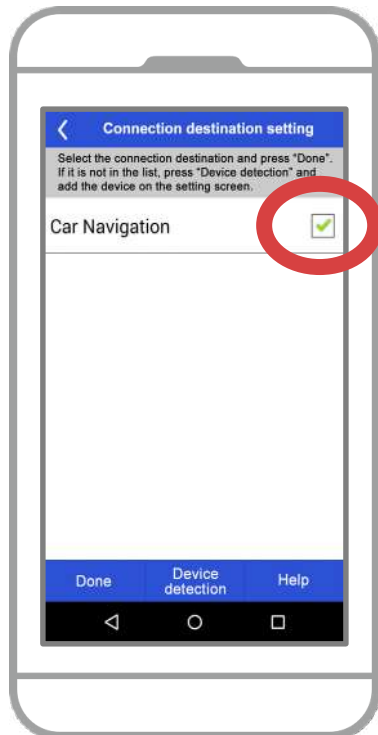 Connection destination setting
Select the connection destination and press "Done".
If it is not in the list, press "Device detection" and
add the device on the setting screen.
Car Navigation
Done
Device
detection
Help